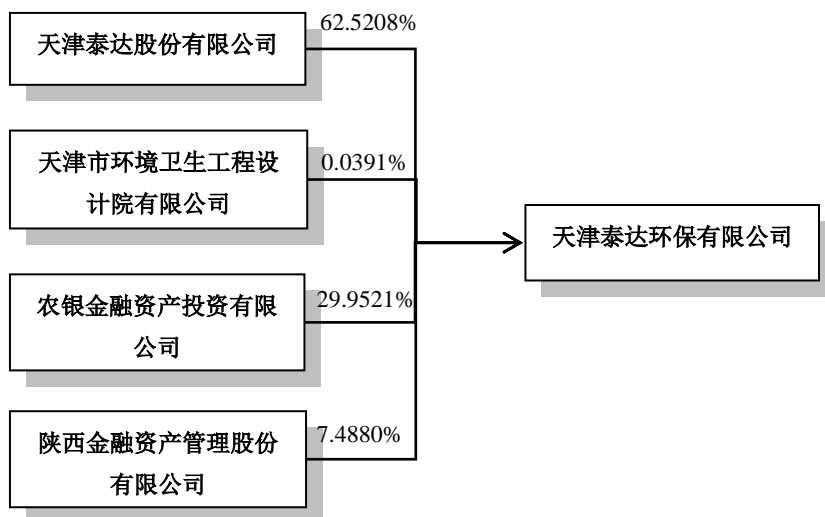 天津泰达股份有限公司
62.5208%
天津市环境卫生工程设
计院有限公司
0.0391%
农银金融资产投资有限
公司
29.9521%
陕西金融资产管理股份
有限公司
7.4880%
天津泰达环保有限公司